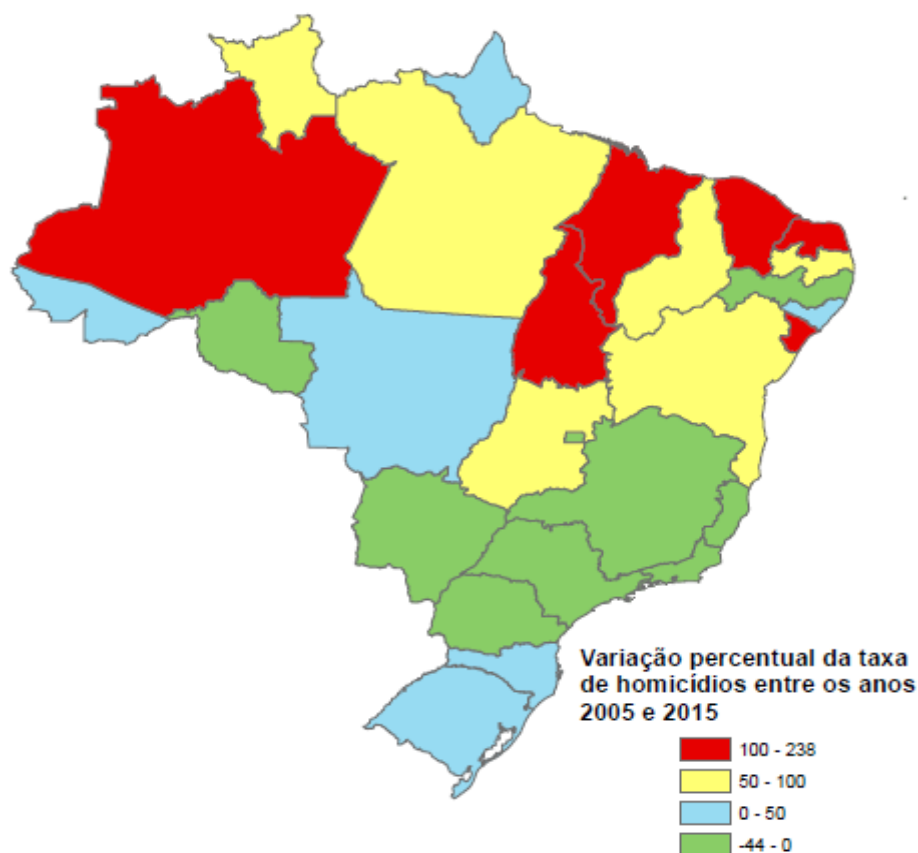 Variação percentual da taxa
de homicídios entre os anos
2005 e 2015
100 - 238
50 - 100
0 - 50
-44 - 0